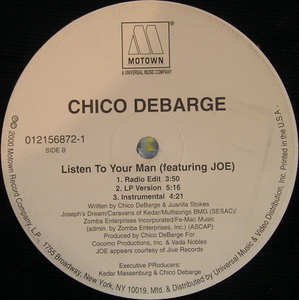 MOTOWN
A UNIVERSAL MUSIC COMPANY
CHICO DEBARGE
012156872-1
SIDE B
Listen To Your Man (featuring JOE)
1. Radio Edit 3:50
2. LP Version 5:16
3. Instrumental 4:21
Written by Chico DeBarge & Juanita Stokes
Joseph's Dream/Caravans of Kedar/Multisongs BMG (SESAC)/
Zomba Enterprises Incorporated/Fe-Mac Music
(admin. by Zomba Enterprises, Inc.) (ASCAP)
Produced by Chico DeBarge For
Cocomo Productions, Inc. & Vada Nobles
JOE appears courtesy of Jive Records
Executive PRoducers:
Kedar Massenburg & Chico Debarge
℗ © 2000 Motown Record Company, L.P., 1755 Broadway, New York, NY 10019. Mfd. & Distributed by Universal Music & Video Distribution, Inc. Printed in the U.S.A.